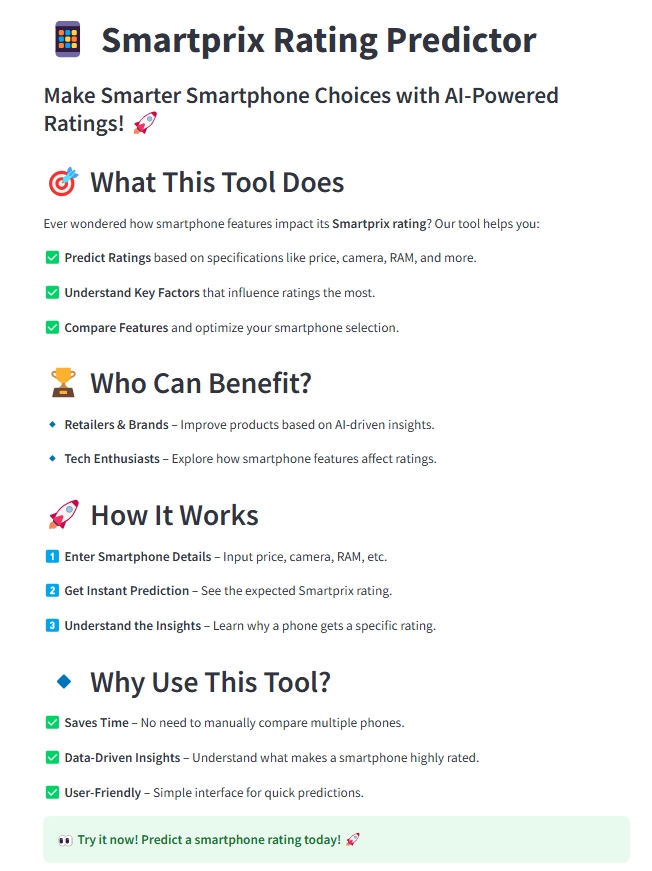 Smartprix Rating Predictor
Make Smarter Smartphone Choices with AI-Powered
Ratings! 🚀
🎯 What This Tool Does
Ever wondered how smartphone features impact its Smartprix rating? Our tool helps you:
✅ Predict Ratings based on specifications like price, camera, RAM, and more.
✅ Understand Key Factors that influence ratings the most.
✅ Compare Features and optimize your smartphone selection.
🏆 Who Can Benefit?
🔹 Retailers & Brands – Improve products based on AI-driven insights.
🔹 Tech Enthusiasts – Explore how smartphone features affect ratings.
🚀 How It Works
1️⃣ Enter Smartphone Details – Input price, camera, RAM, etc.
2️⃣ Get Instant Prediction – See the expected Smartprix rating.
3️⃣ Understand the Insights – Learn why a phone gets a specific rating.
🔹 Why Use This Tool?
✅ Saves Time – No need to manually compare multiple phones.
✅ Data-Driven Insights – Understand what makes a smartphone highly rated.
✅ User-Friendly – Simple interface for quick predictions.
👀 Try it now! Predict a smartphone rating today! 🚀